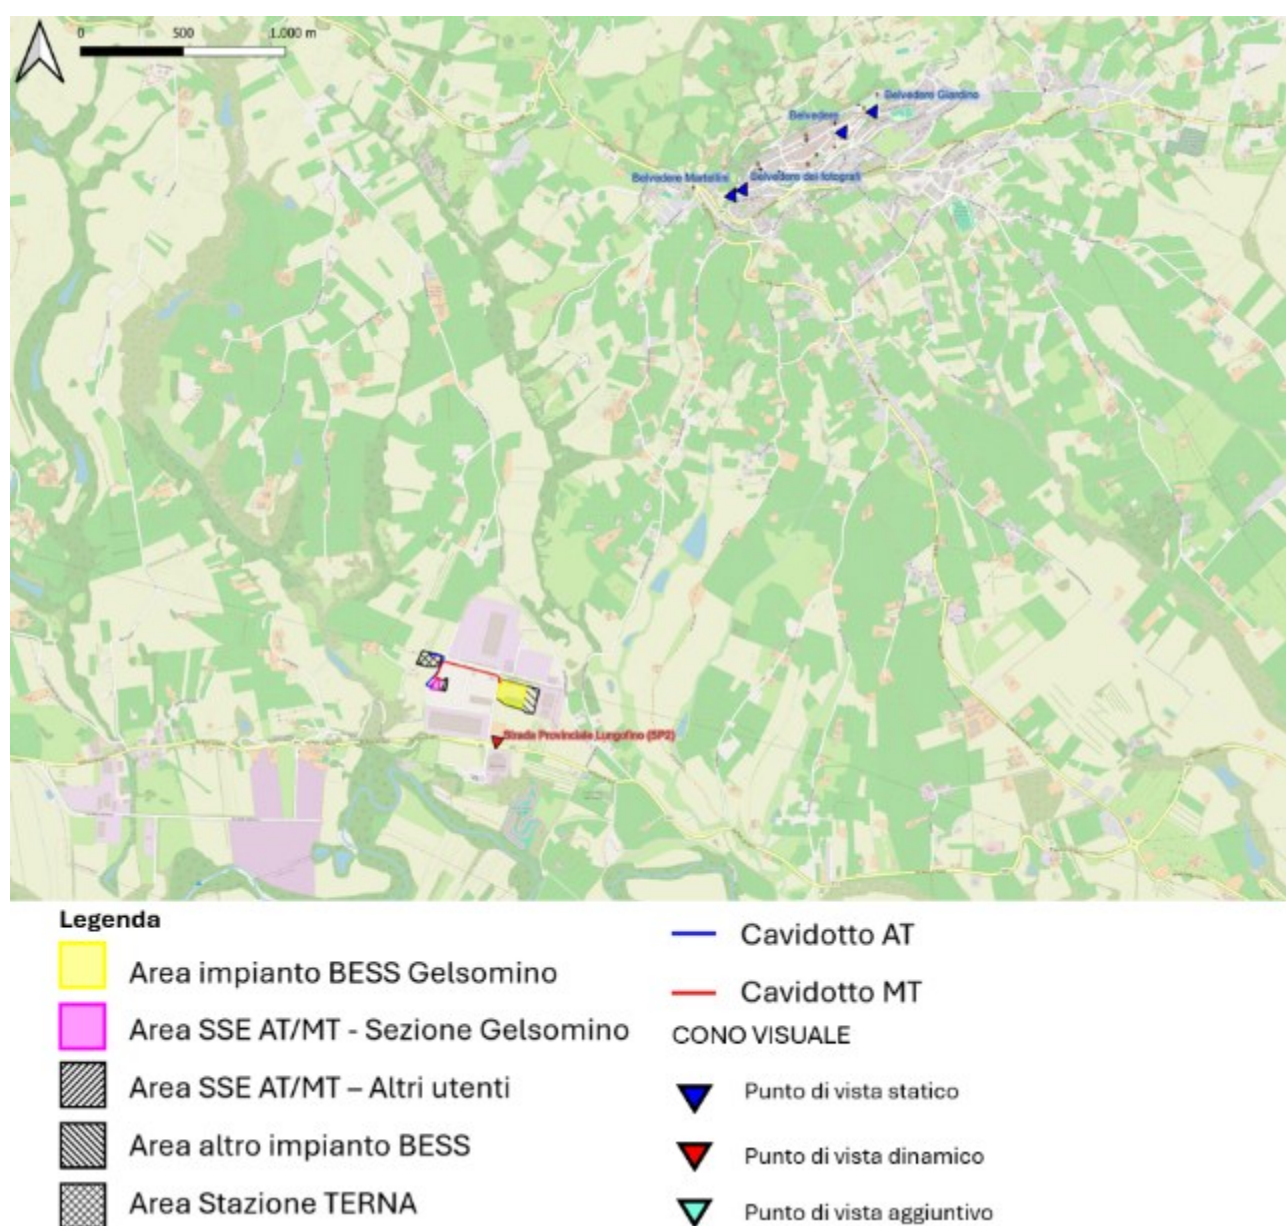 0 500 1.000 m
Belvedere Giardino
Belvedere
Belvedere Martellini
Belvedere dei fotografi
Strada Provinciale Lungofino (SP2)
Legenda
Area impianto BESS Gelsomino
Area SSE AT/MT - Sezione Gelsomino
Area SSE AT/MT – Altri utenti
Area altro impianto BESS
Area Stazione TERNA
Cavidotto AT
Cavidotto MT
CONO VISUALE
Punto di vista statico
Punto di vista dinamico
Punto di vista aggiuntivo